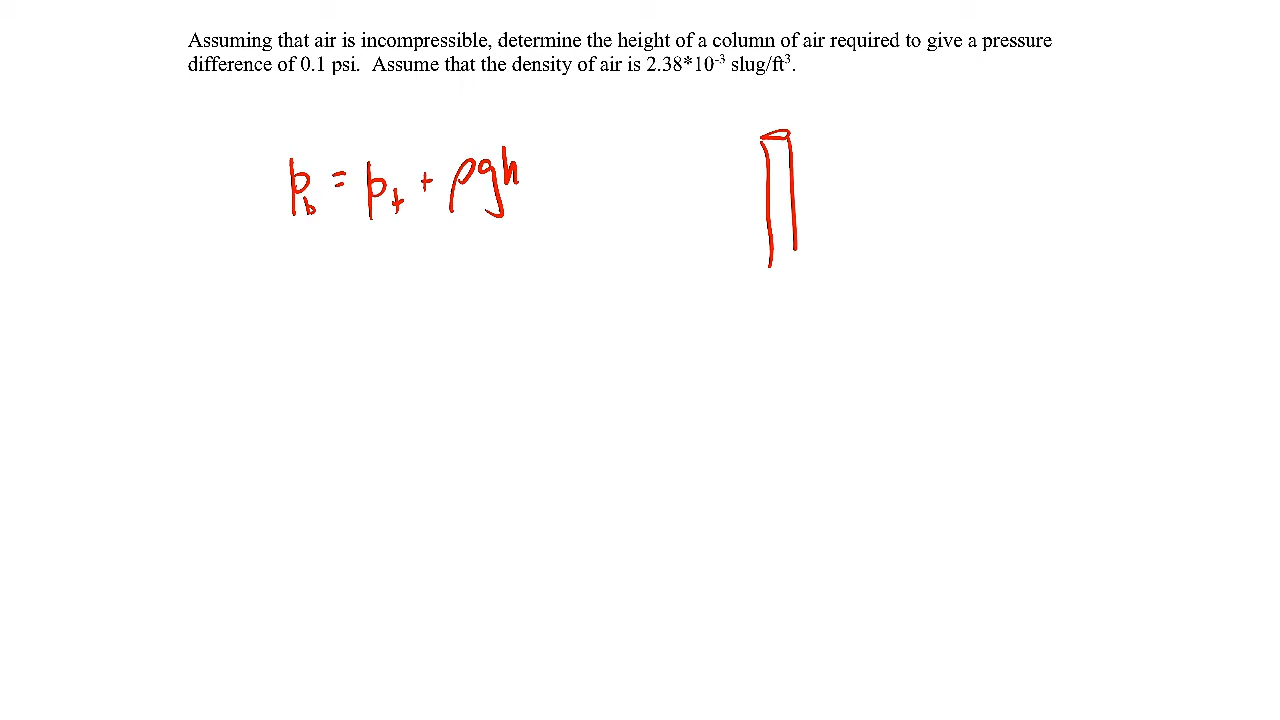 Assuming that air is incompressible, determine the height of a column of air required to give a pressure
difference of 0.1 psi.  Assume that the density of air is 2.38*10⁻³ slug/ft³.
p_b = p_t + ρgh